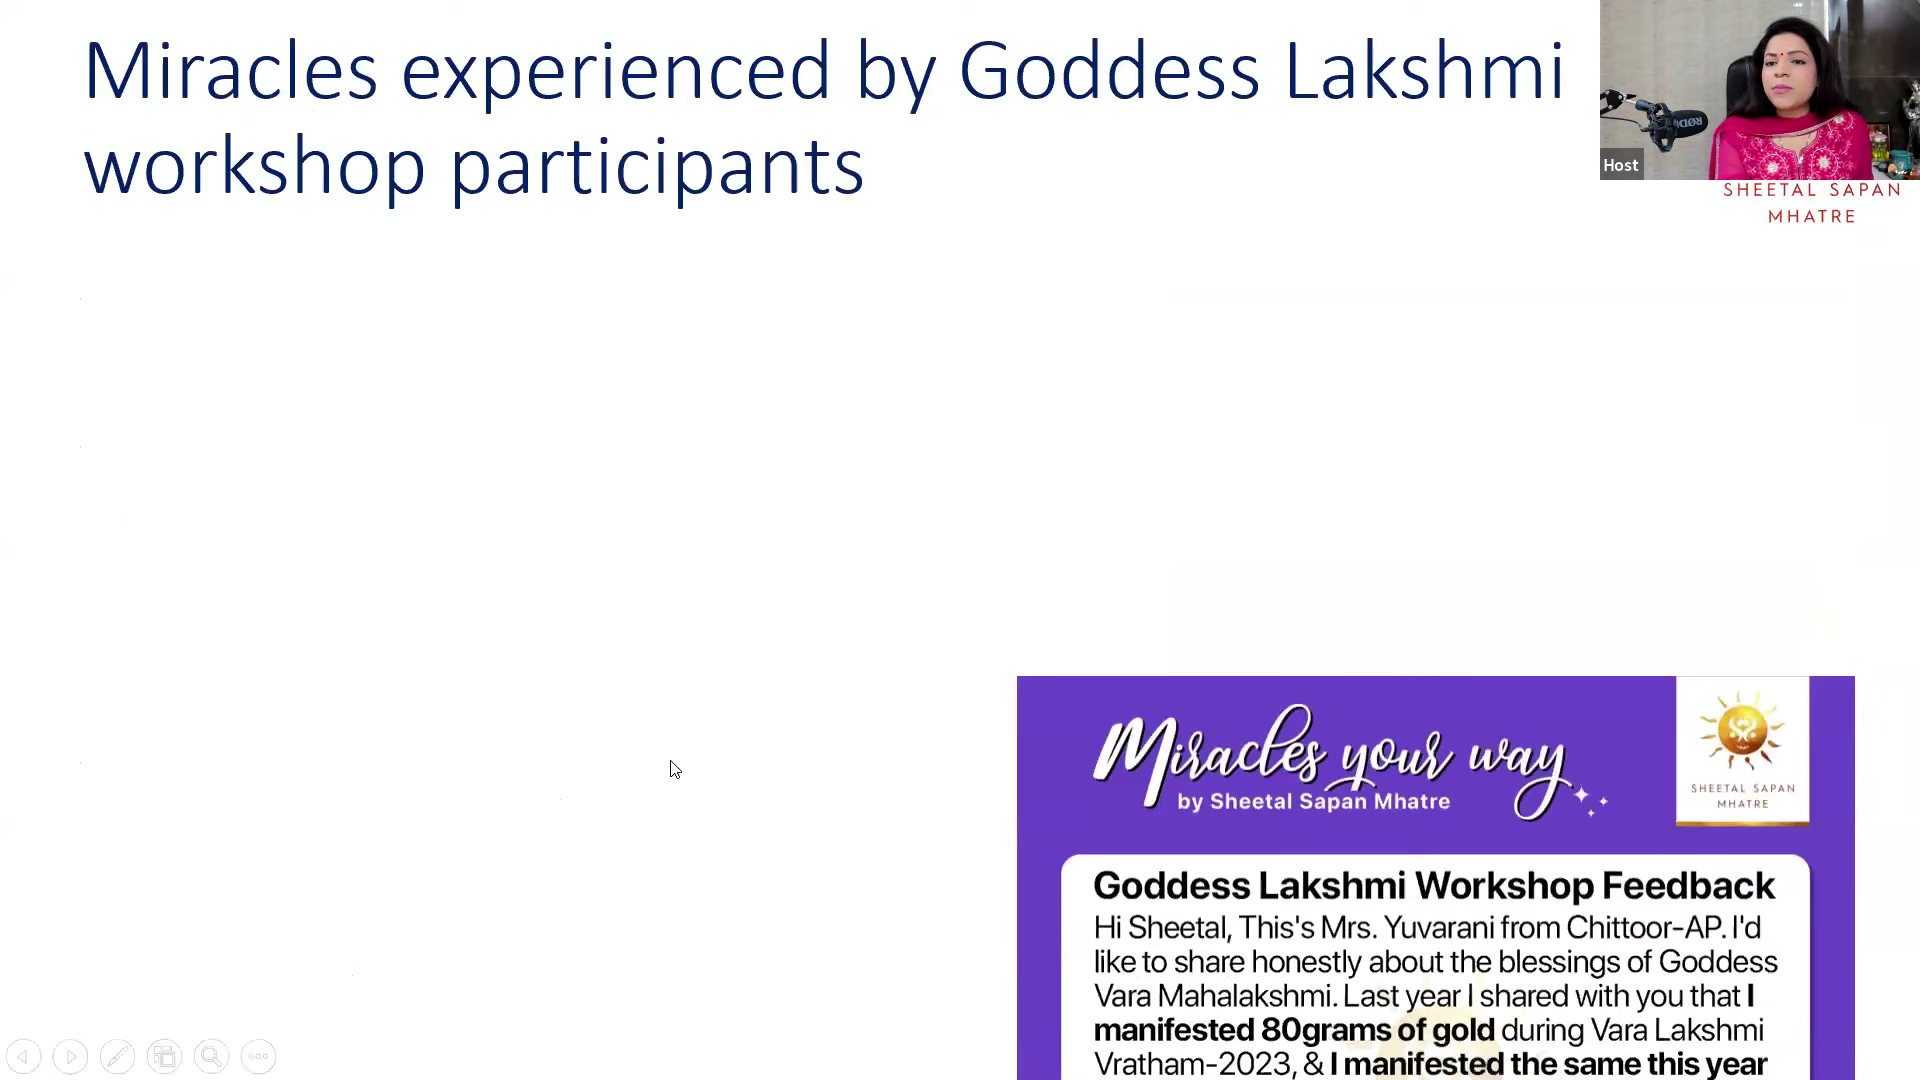 Miracles experienced by Goddess Lakshmi
workshop participants
RØDE
Host
SHEETAL SAPAN
MHATRE
Miracles your way
by Sheetal Sapan Mhatre
SHEETAL SAPAN
MHATRE
Goddess Lakshmi Workshop Feedback
Hi Sheetal, This's Mrs. Yuvarani from Chittoor-AP. I'd
like to share honestly about the blessings of Goddess
Vara Mahalakshmi. Last year I shared with you that I
manifested 80grams of gold during Vara Lakshmi
Vratham-2023, & I manifested the same this year